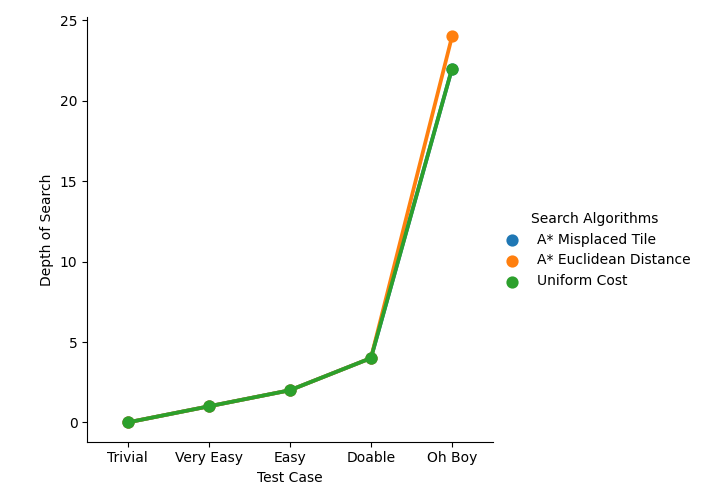 25
20
15
10
5
0
Depth of Search
Trivial
Very Easy
Easy
Doable
Oh Boy
Test Case
Search Algorithms
A* Misplaced Tile
A* Euclidean Distance
Uniform Cost